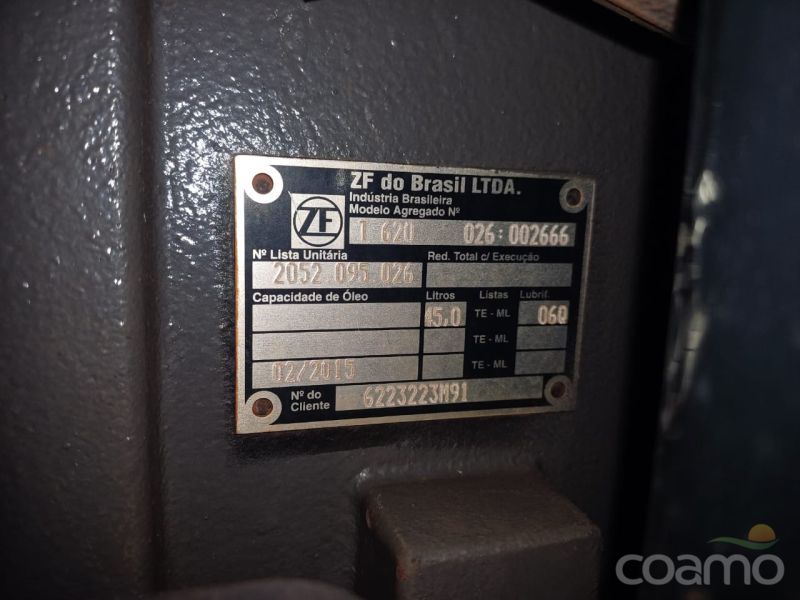 ZF do Brasil LTDA.
Indústria Brasileira
Modelo Agregado Nº
ZF
1 620 026:002666
Nº Lista Unitária Red. Total c/ Execução
2052 095 026
Capacidade de Óleo Litros Listas Lubrif.
45,0 TE - ML 06Q
TE - ML
02/2015 TE - ML
Nº do Cliente 6223223M91
coamo